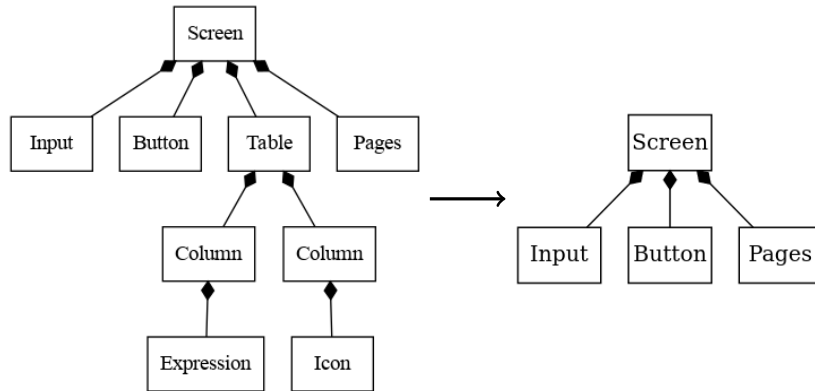 Screen
Input
Button
Table
Pages
Column
Column
Expression
Icon
Screen
Input
Button
Pages